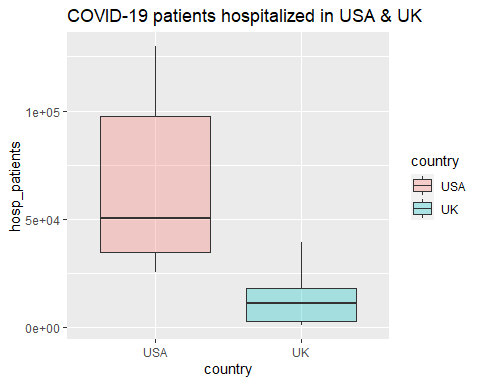 COVID-19 patients hospitalized in USA & UK
1e+05
5e+04
0e+00
hosp_patients
USA
UK
country
country
USA
UK